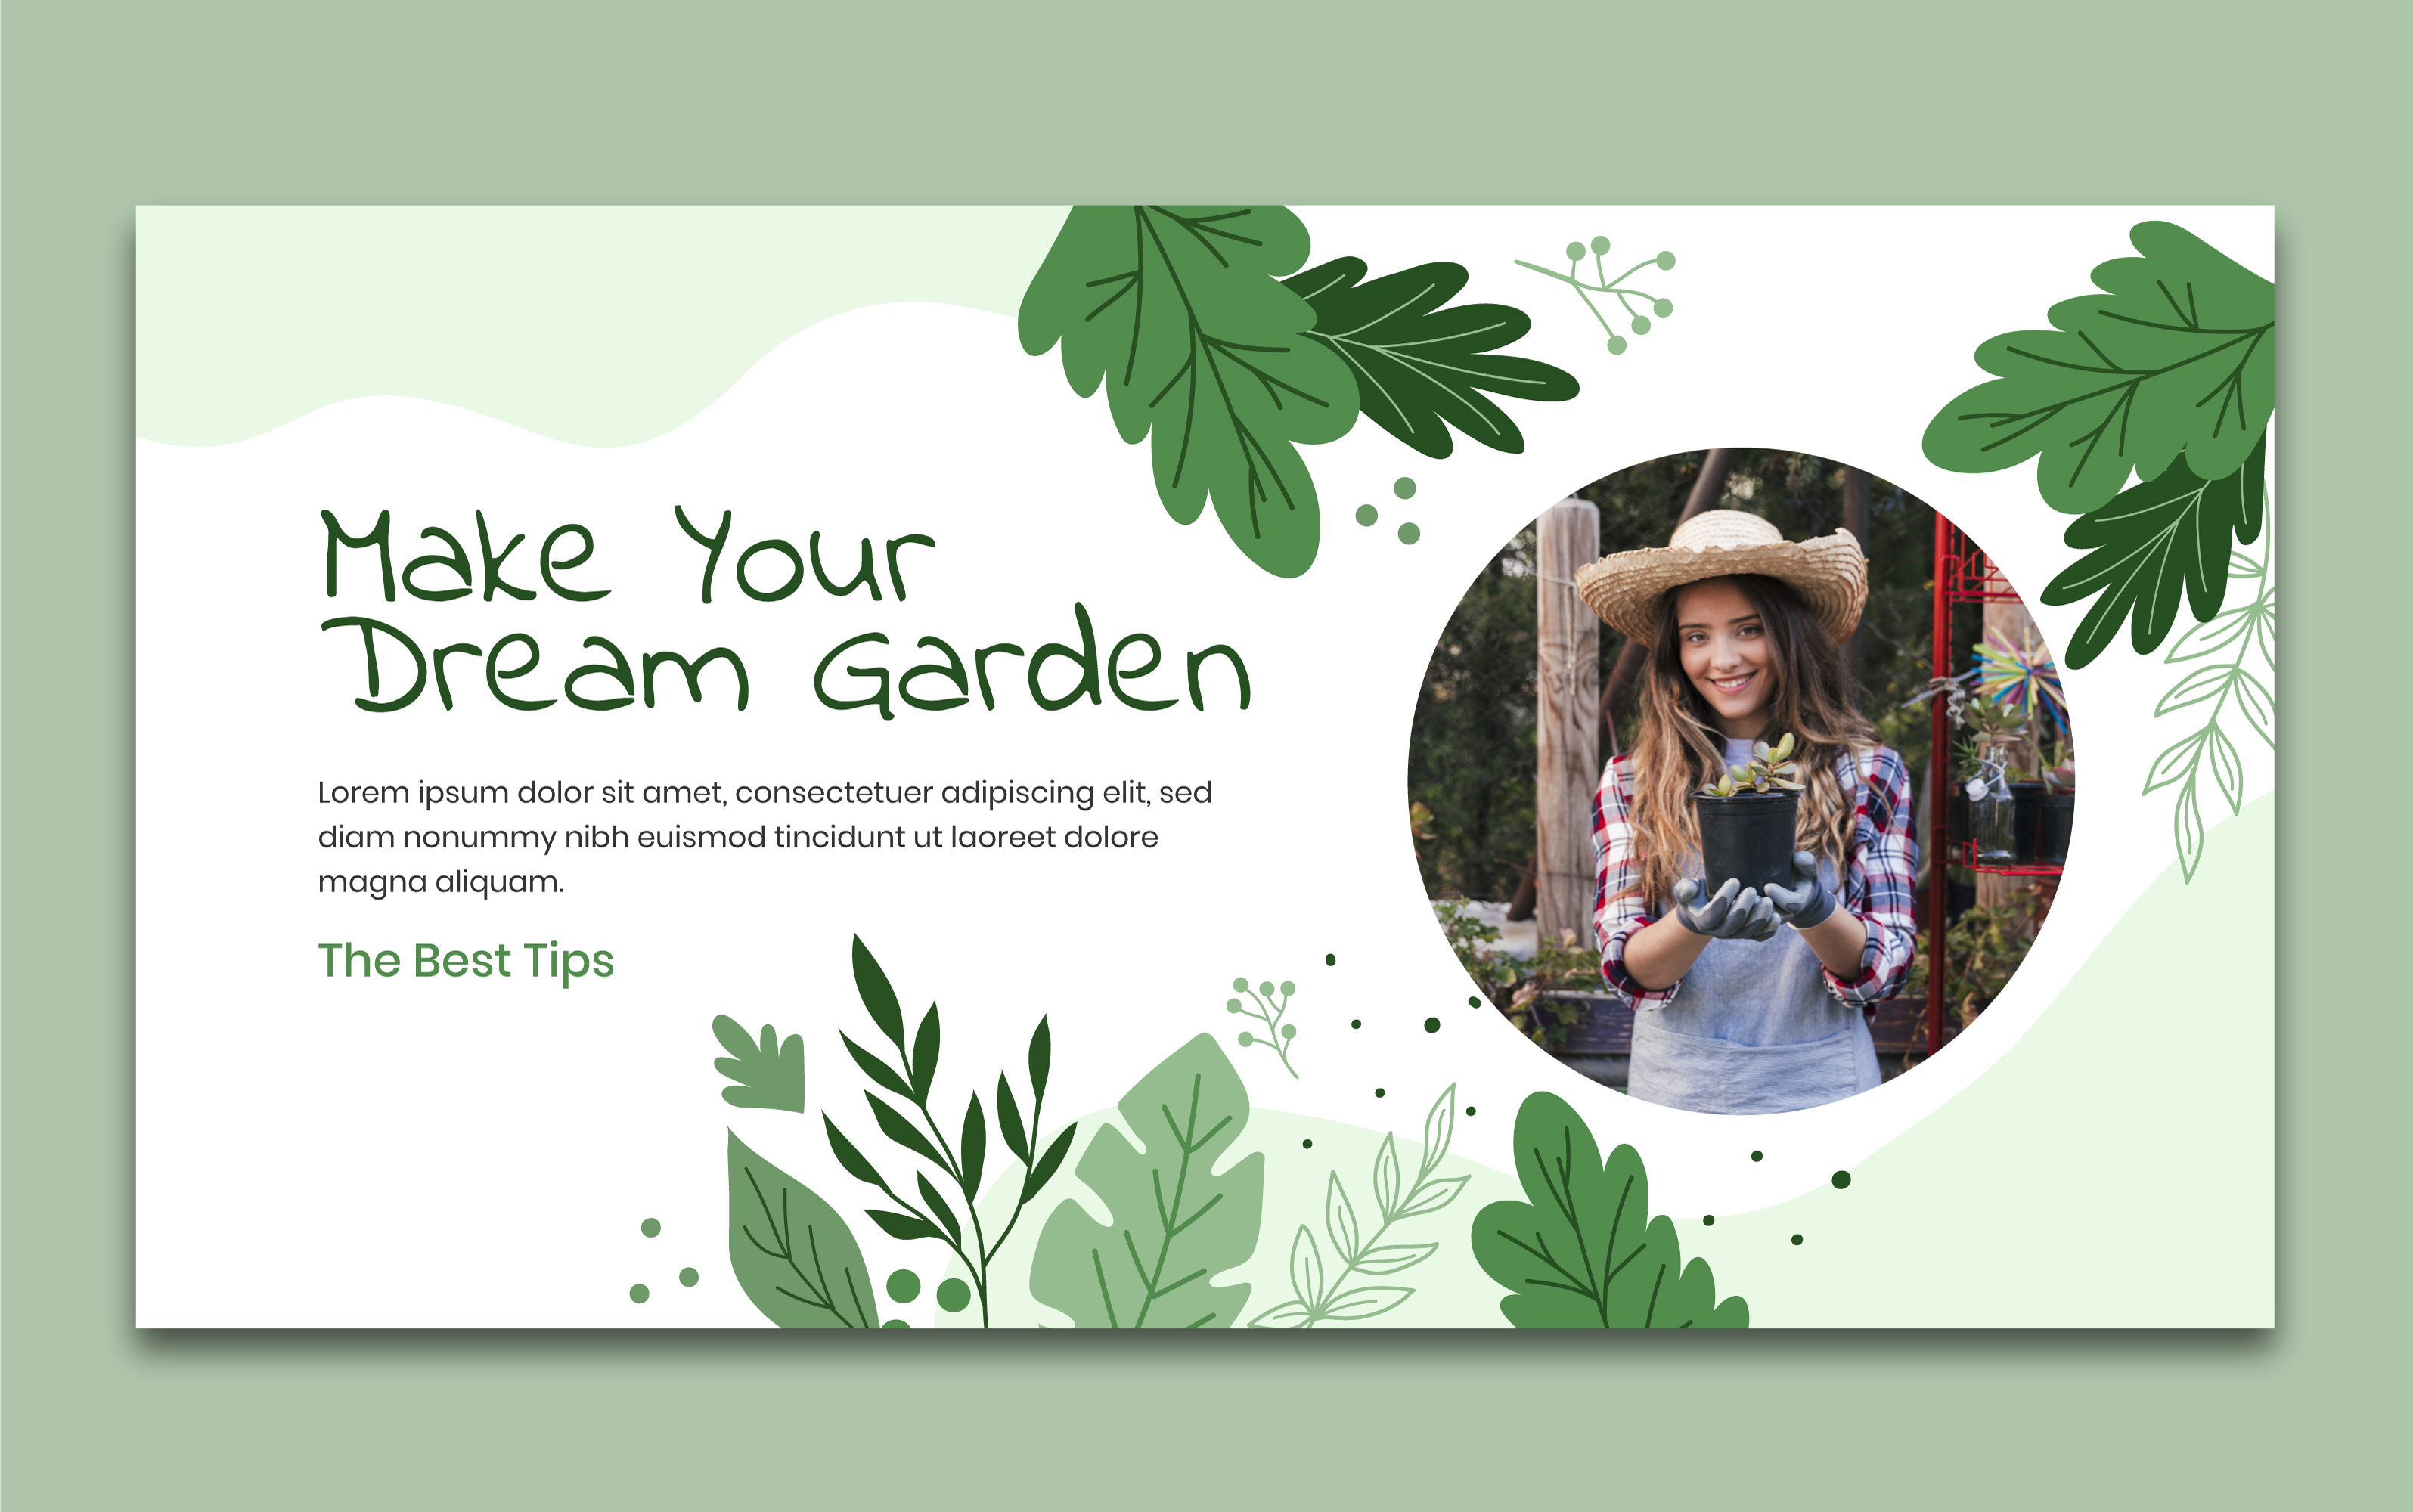 Make Your
Dream Garden
Lorem ipsum dolor sit amet, consectetuer adipiscing elit, sed
diam nonummy nibh euismod tincidunt ut laoreet dolore
magna aliquam.
The Best Tips